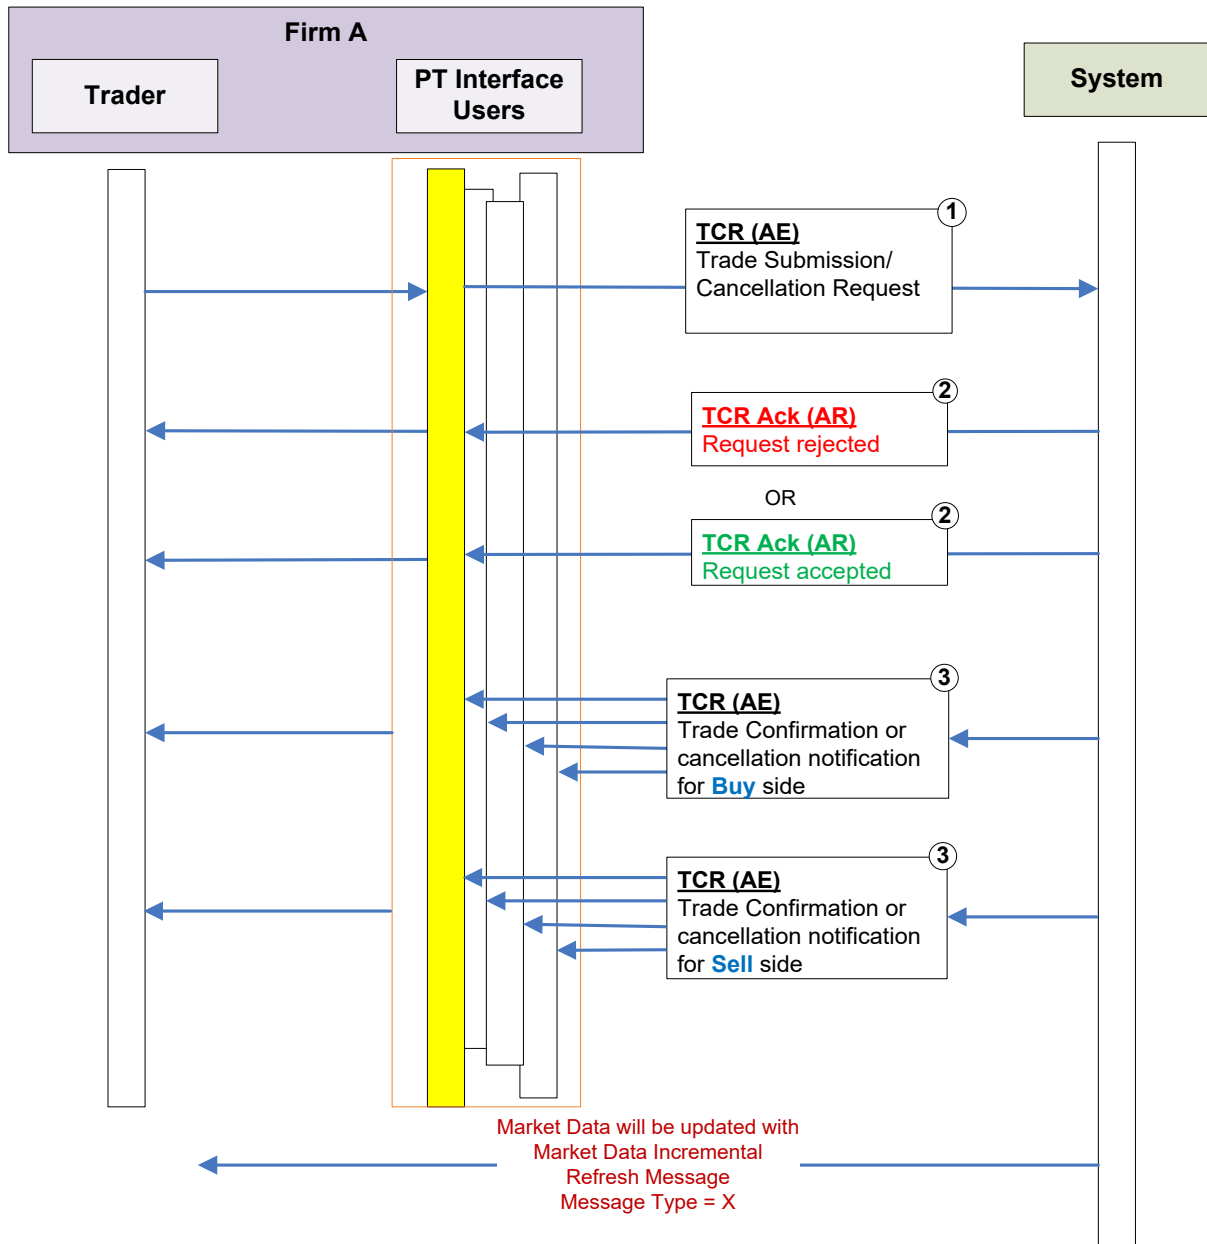 Firm A
Trader
PT Interface
Users
System
1
TCR (AE)
Trade Submission/
Cancellation Request
2
TCR Ack (AR)
Request rejected
OR
2
TCR Ack (AR)
Request accepted
3
TCR (AE)
Trade Confirmation or
cancellation notification
for Buy side
3
TCR (AE)
Trade Confirmation or
cancellation notification
for Sell side
Market Data will be updated with
Market Data Incremental
Refresh Message
Message Type = X